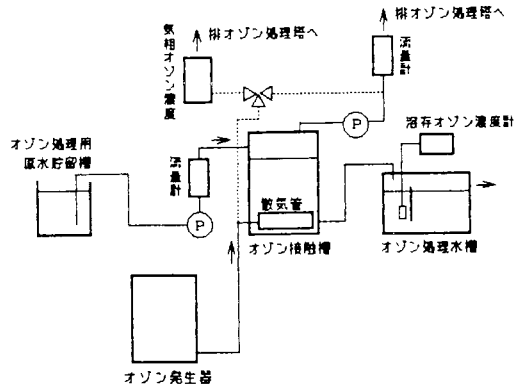 排オゾン処理塔へ
排オゾン処理塔へ
気相オゾン濃度
流量計
溶存オゾン濃度計
オゾン処理用
原水貯留槽
流量計
P
P
散気管
オゾン接触槽
オゾン処理水槽
オゾン発生器